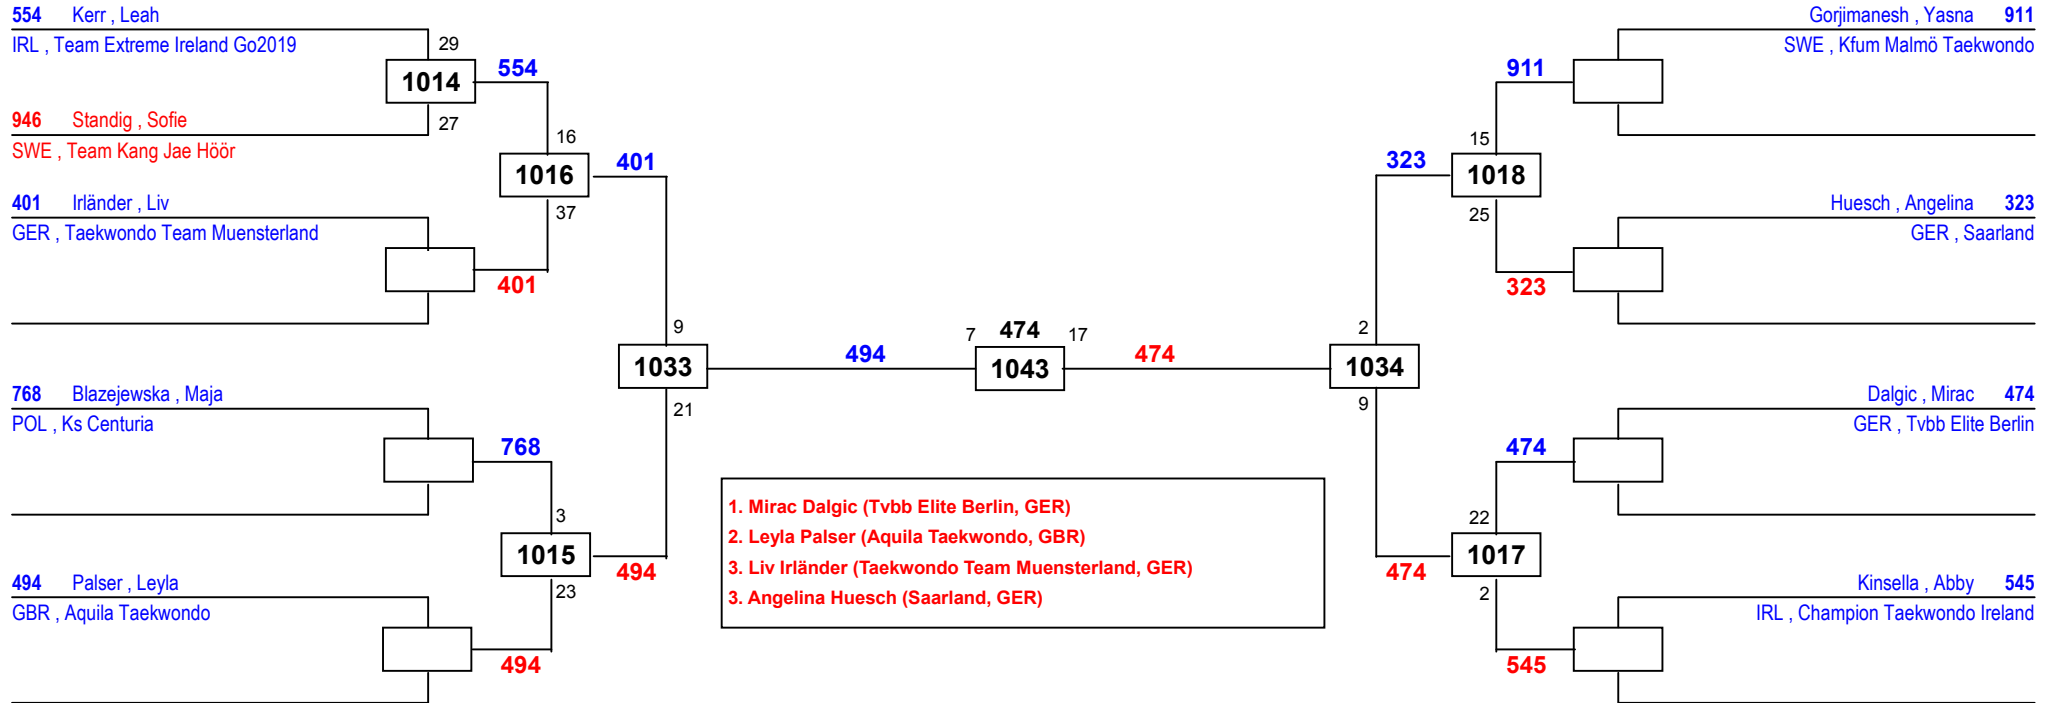 554 Kerr , Leah
IRL , Team Extreme Ireland Go2019
29
1014
554
946 Standig , Sofie
27
SWE , Team Kang Jae Höör
16
1016
401
401 Irländer , Liv
37
GER , Taekwondo Team Muensterland
401
9
1033
494
21
768 Blazejewska , Maja
POL , Ks Centuria
768
3
1015
494
23
494 Palser , Leyla
GBR , Aquila Taekwondo
494
7 474 17
1043
474
1. Mirac Dalgic (Tvbb Elite Berlin, GER)
2. Leyla Palser (Aquila Taekwondo, GBR)
3. Liv Irländer (Taekwondo Team Muensterland, GER)
3. Angelina Huesch (Saarland, GER)
Gorjimanesh , Yasna 911
SWE , Kfum Malmö Taekwondo
911
15
323
1018
25
Huesch , Angelina 323
GER , Saarland
323
2
1034
9
Dalgic , Mirac 474
GER , Tvbb Elite Berlin
474
22
1017
474
2
Kinsella , Abby 545
IRL , Champion Taekwondo Ireland
545